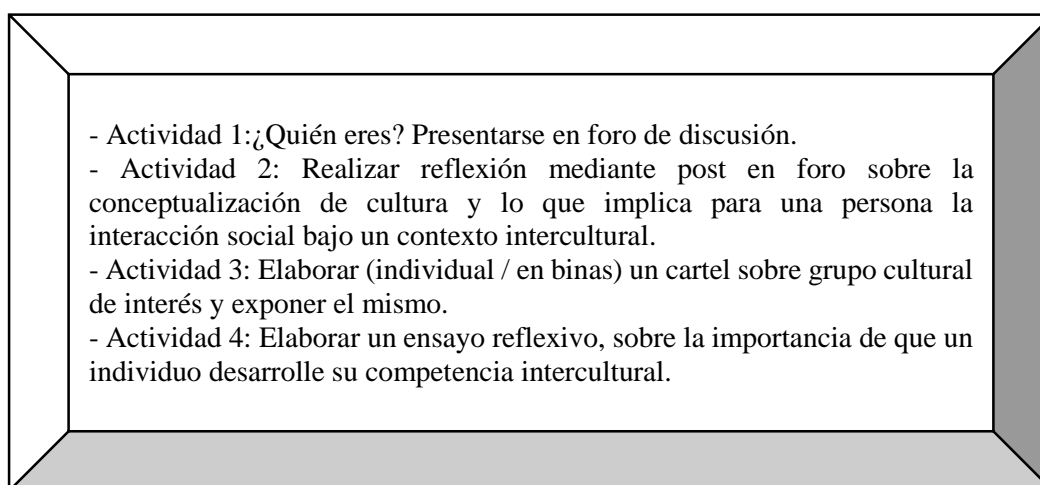 - Actividad 1:¿Quién eres? Presentarse en foro de discusión.
- Actividad 2: Realizar reflexión mediante post en foro sobre la
conceptualización de cultura y lo que implica para una persona la
interacción social bajo un contexto intercultural.
- Actividad 3: Elaborar (individual / en binas) un cartel sobre grupo cultural
de interés y exponer el mismo.
- Actividad 4: Elaborar un ensayo reflexivo, sobre la importancia de que un
individuo desarrolle su competencia intercultural.